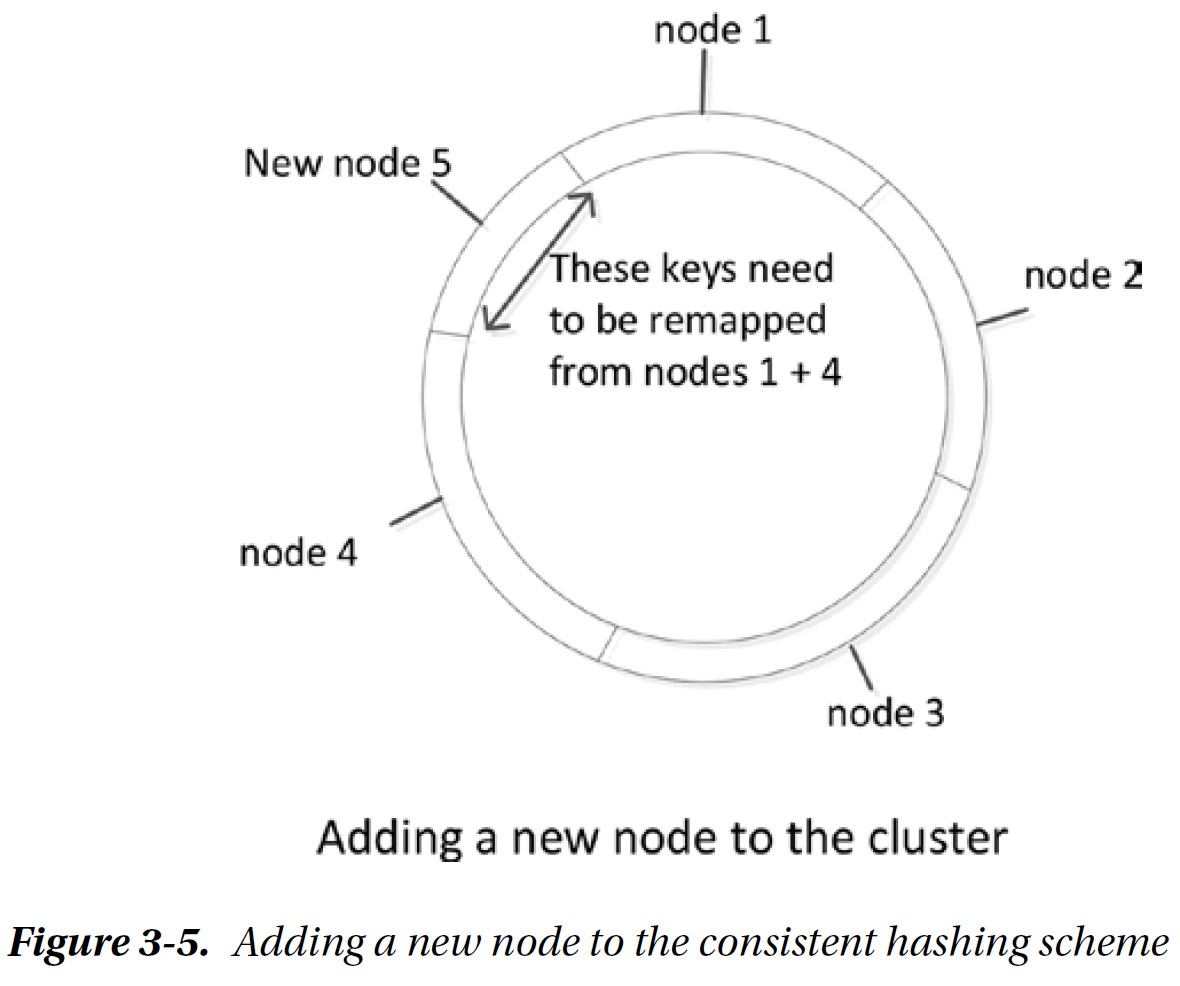 node 1
New node 5
These keys need
to be remapped
from nodes 1 + 4
node 2
node 4
node 3
Adding a new node to the cluster
Figure 3-5. Adding a new node to the consistent hashing scheme